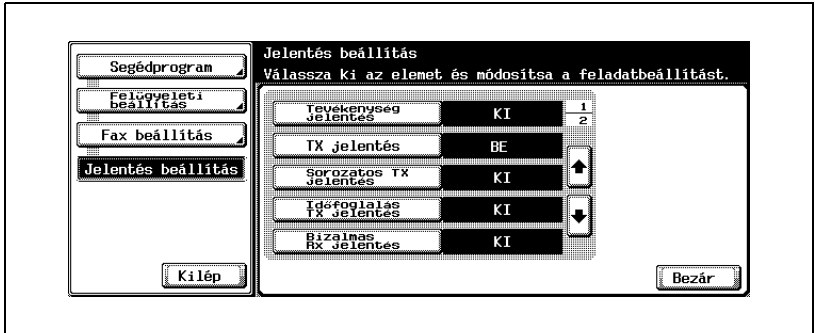 Segédprogram
Felügyeleti
beállítás
Fax beállítás
Jelentés beállítás
Kilép
Jelentés beállítás
Válassza ki az elemet és módosítsa a feladatbeállítást.
Tevékenység
jelentés
KI
TX jelentés
BE
Sorozatos TX
jelentés
KI
Időfoglalás
TX jelentés
KI
Bizalmas
Rx jelentés
KI
1
2
Bezár